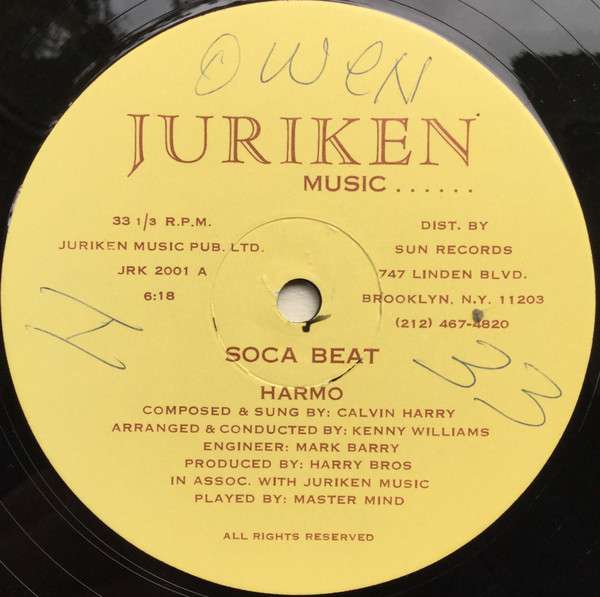 OWEN
JURIKEN
MUSIC......
33 1/3 R.P.M.
JURIKEN MUSIC PUB. LTD.
JRK 2001 A
6:18
DIST. BY
SUN RECORDS
747 LINDEN BLVD.
BROOKLYN, N.Y. 11203
(212) 467-4820
H
33
SOCA BEAT
HARMO
COMPOSED & SUNG BY: CALVIN HARRY
ARRANGED & CONDUCTED BY: KENNY WILLIAMS
ENGINEER: MARK BARRY
PRODUCED BY: HARRY BROS
IN ASSOC. WITH JURIKEN MUSIC
PLAYED BY: MASTER MIND
ALL RIGHTS RESERVED